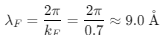 λ_F = 2π/k_F = 2π/0.7 ≈ 9.0 Å